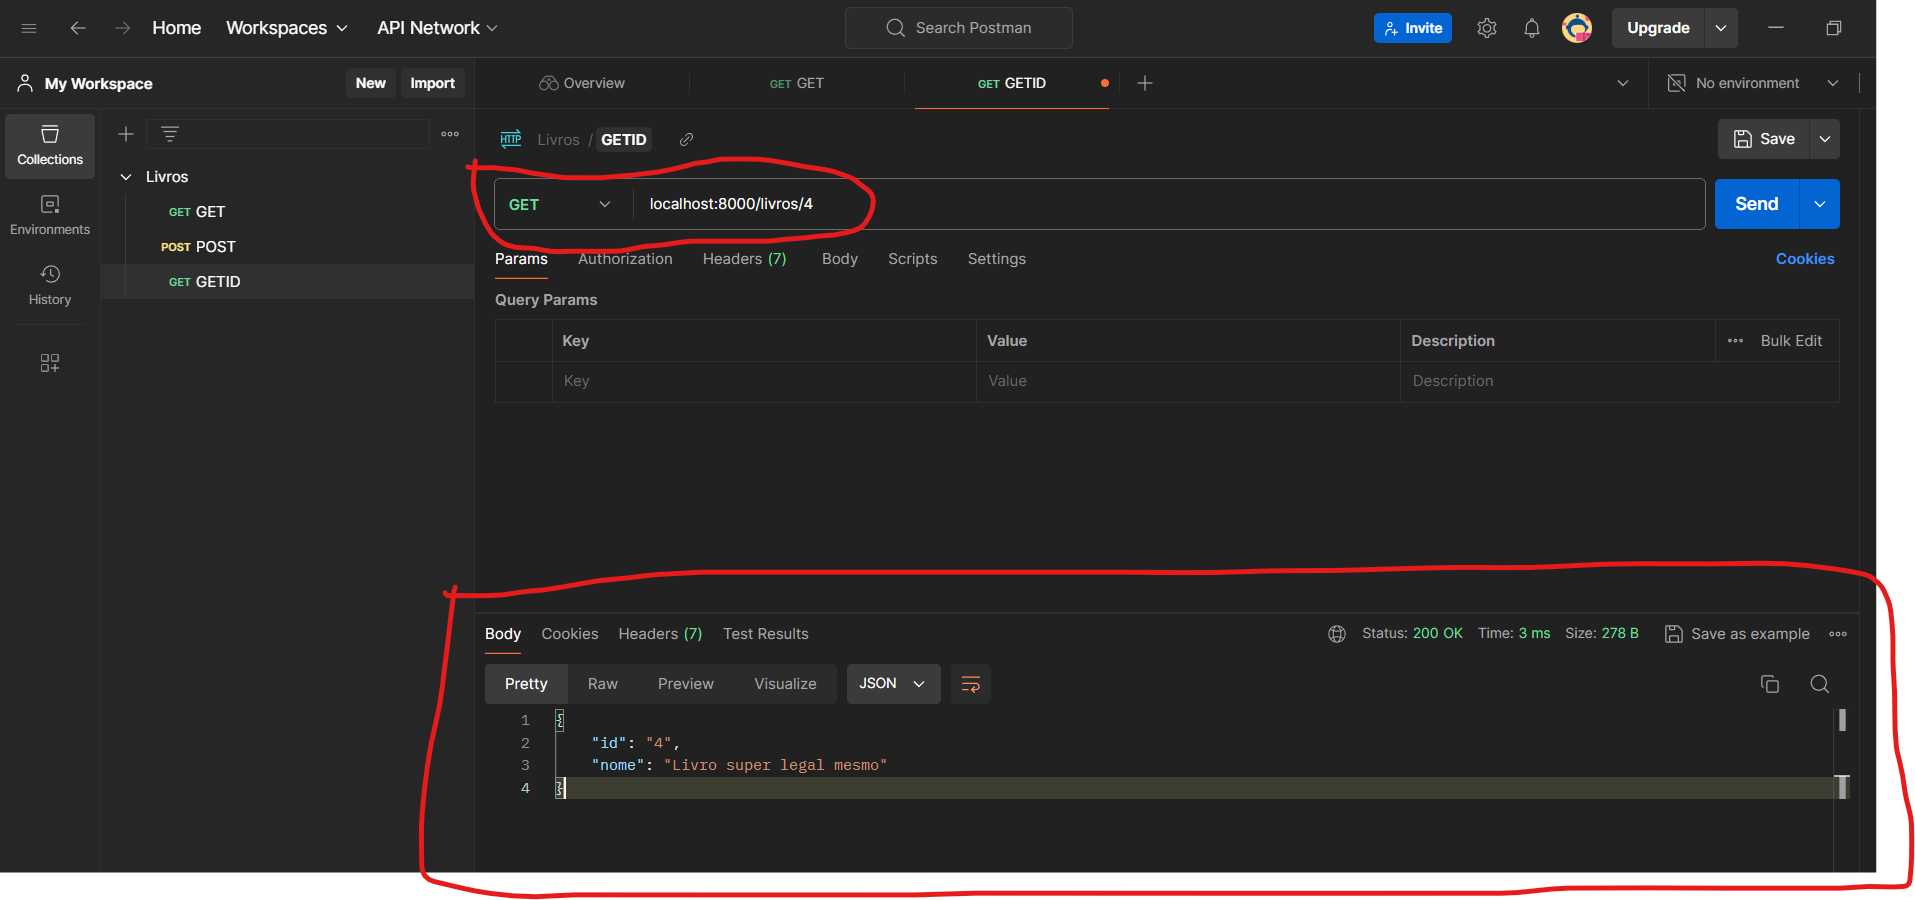 Home Workspaces API Network Search Postman Invite Upgrade
My Workspace New Import Overview GET GET GET GETID No environment
Collections
Environments
History
Livros
GET GET
POST POST
GET GETID
HTTP Livros / GETID Save
GET localhost:8000/livros/4 Send
Params Authorization Headers (7) Body Scripts Settings Cookies
Query Params
Key Value Description Bulk Edit
Key Value Description
Body Cookies Headers (7) Test Results Status: 200 OK Time: 3 ms Size: 278 B Save as example
Pretty Raw Preview Visualize JSON
1 {
2 "id": "4",
3 "nome": "Livro super legal mesmo"
4 }